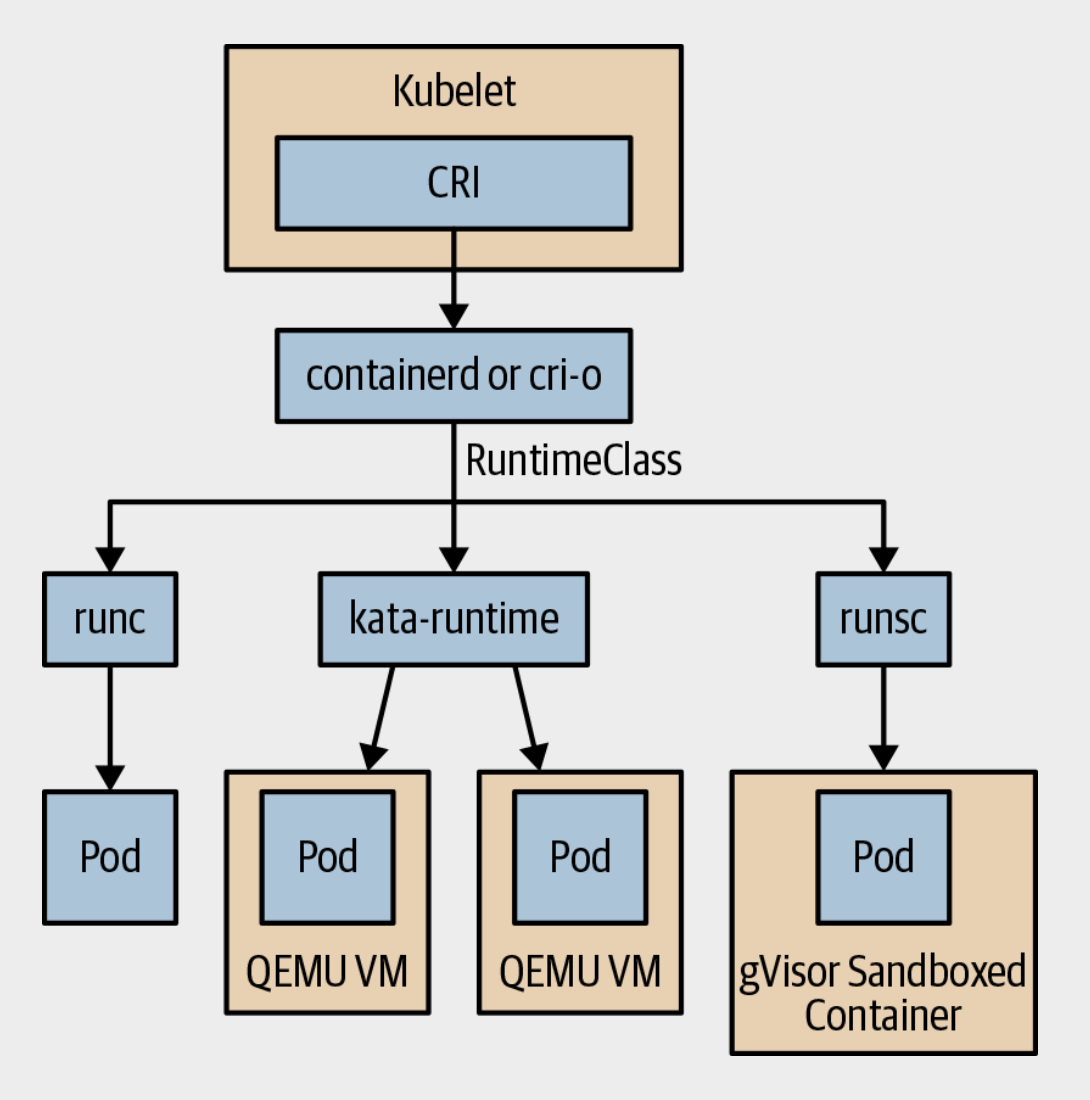 Kubelet
CRI
containerd or cri-o
RuntimeClass
runc
kata-runtime
runsc
Pod
Pod
Pod
Pod
QEMU VM
QEMU VM
gVisor Sandboxed
Container